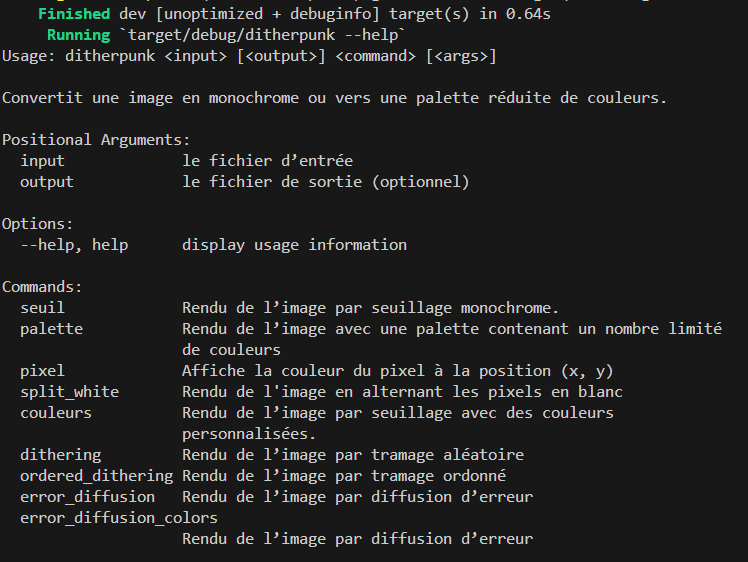 Finished dev [unoptimized + debuginfo] target(s) in 0.64s
Running `target/debug/ditherpunk --help`
Usage: ditherpunk <input> [<output>] <command> [<args>]
Convertit une image en monochrome ou vers une palette réduite de couleurs.
Positional Arguments:
input le fichier d’entrée
output le fichier de sortie (optionnel)
Options:
--help, help display usage information
Commands:
seuil Rendu de l’image par seuillage monochrome.
palette Rendu de l’image avec une palette contenant un nombre limité
de couleurs
pixel Affiche la couleur du pixel à la position (x, y)
split_white Rendu de l'image en alternant les pixels en blanc
couleurs Rendu de l’image par seuillage avec des couleurs
personnalisées.
dithering Rendu de l’image par tramage aléatoire
ordered_dithering Rendu de l’image par tramage ordonné
error_diffusion Rendu de l’image par diffusion d’erreur
error_diffusion_colors
Rendu de l’image par diffusion d’erreur